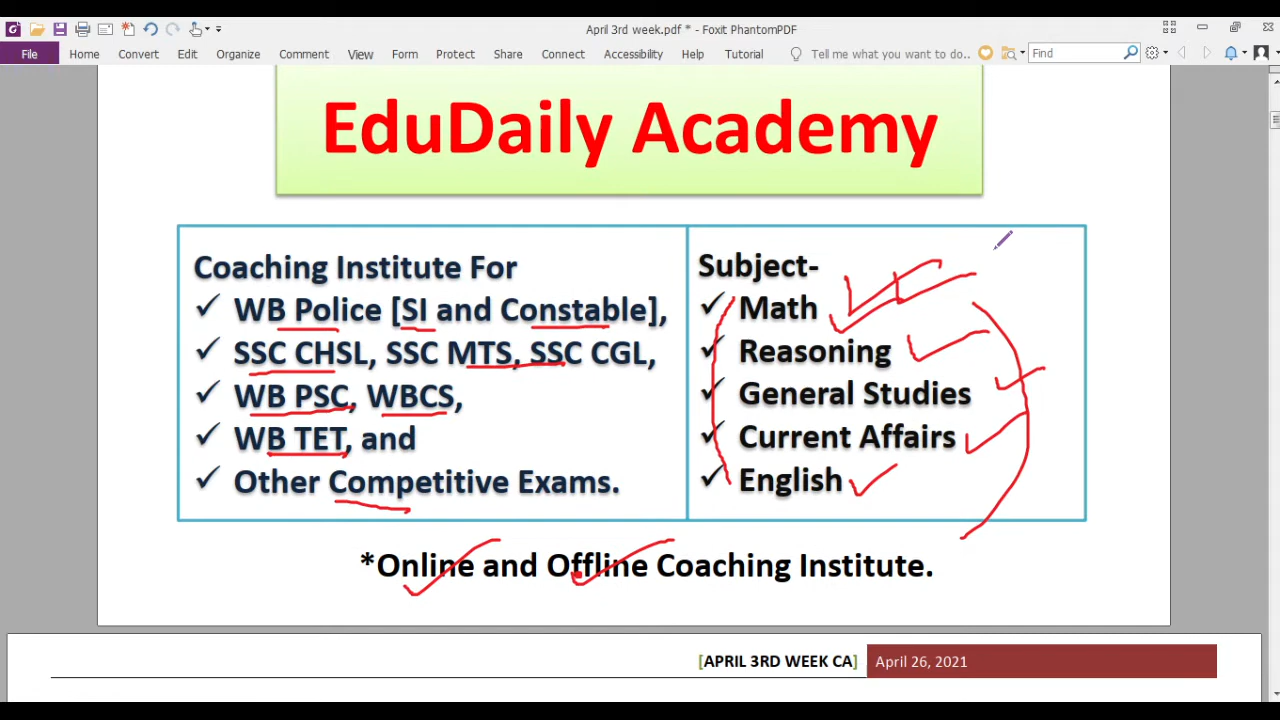 April 3rd week.pdf * - Foxit PhantomPDF
File Home Convert Edit Organize Comment View Form Protect Share Connect Accessibility Help Tutorial Tell me what you want to do.. Find
EduDaily Academy
Coaching Institute For
✓ WB Police [SI and Constable],
✓ SSC CHSL, SSC MTS, SSC CGL,
✓ WB PSC, WBCS,
✓ WB TET, and
✓ Other Competitive Exams.
Subject-
✓ Math
✓ Reasoning
✓ General Studies
✓ Current Affairs
✓ English
*Online and Offline Coaching Institute.
[APRIL 3RD WEEK CA] April 26, 2021